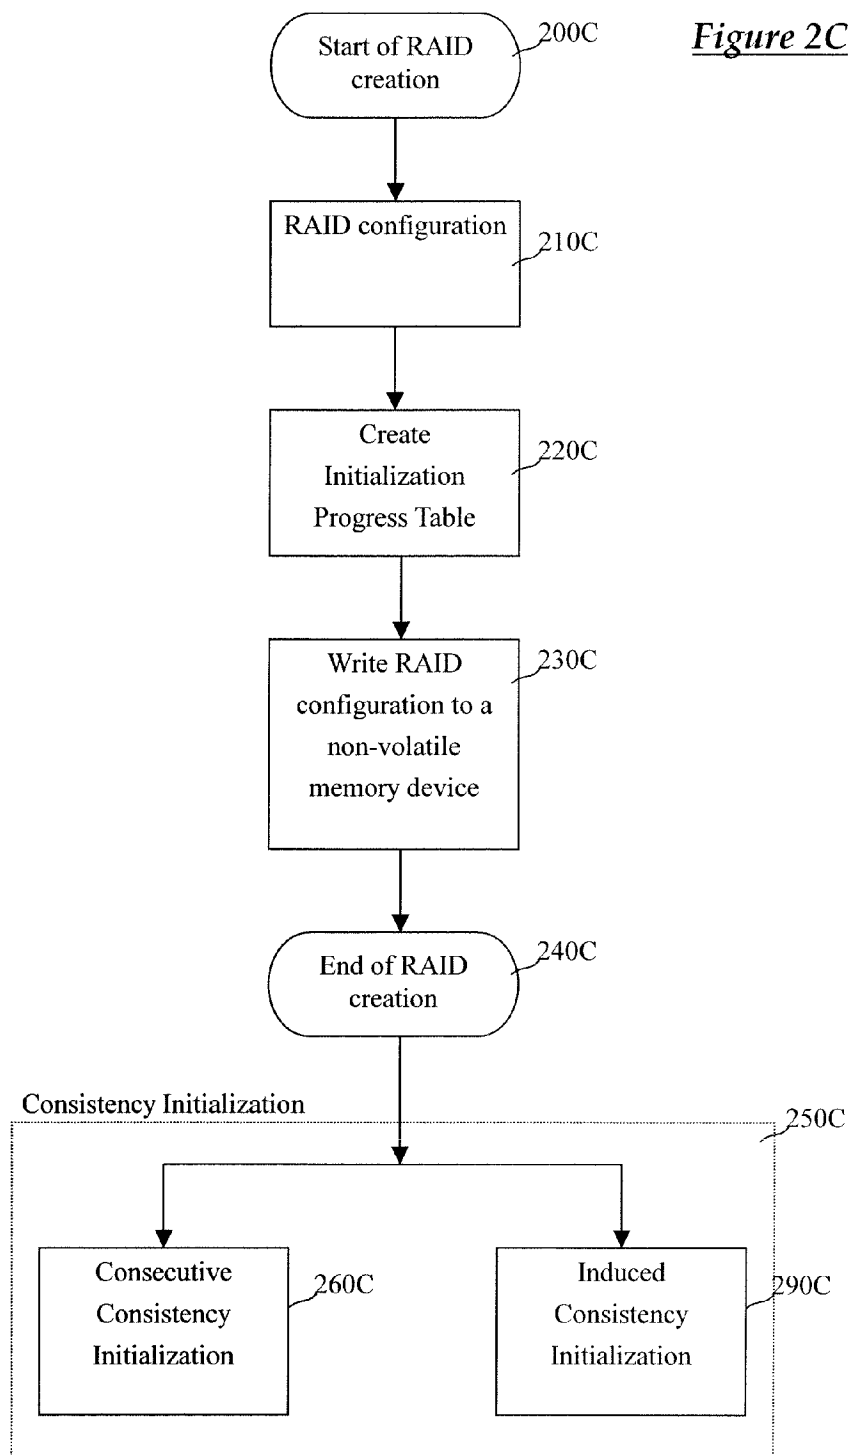 Figure 2C
Start of RAID
creation
200C
RAID configuration
210C
Create
Initialization
Progress Table
220C
Write RAID
configuration to a
non-volatile
memory device
230C
End of RAID
creation
240C
Consistency Initialization
250C
Consecutive
Consistency
Initialization
260C
Induced
Consistency
Initialization
290C